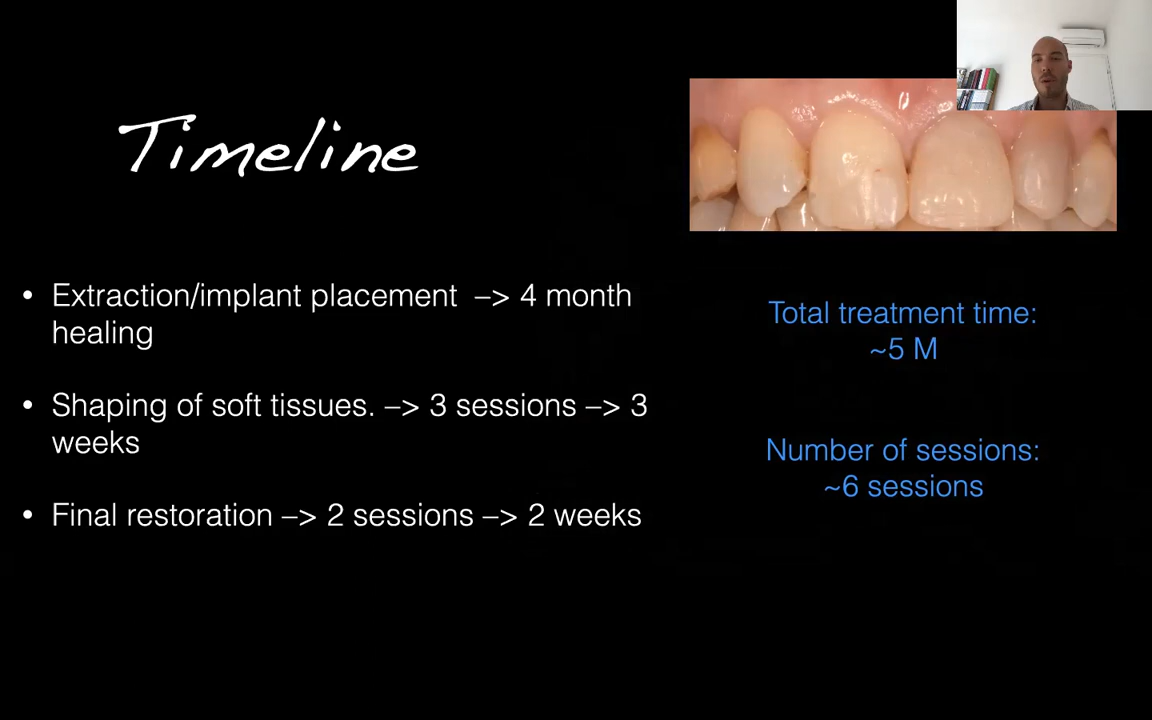 Timeline
• Extraction/implant placement –> 4 month
healing
• Shaping of soft tissues. –> 3 sessions –> 3
weeks
• Final restoration –> 2 sessions –> 2 weeks
Total treatment time:
~5 M
Number of sessions:
~6 sessions